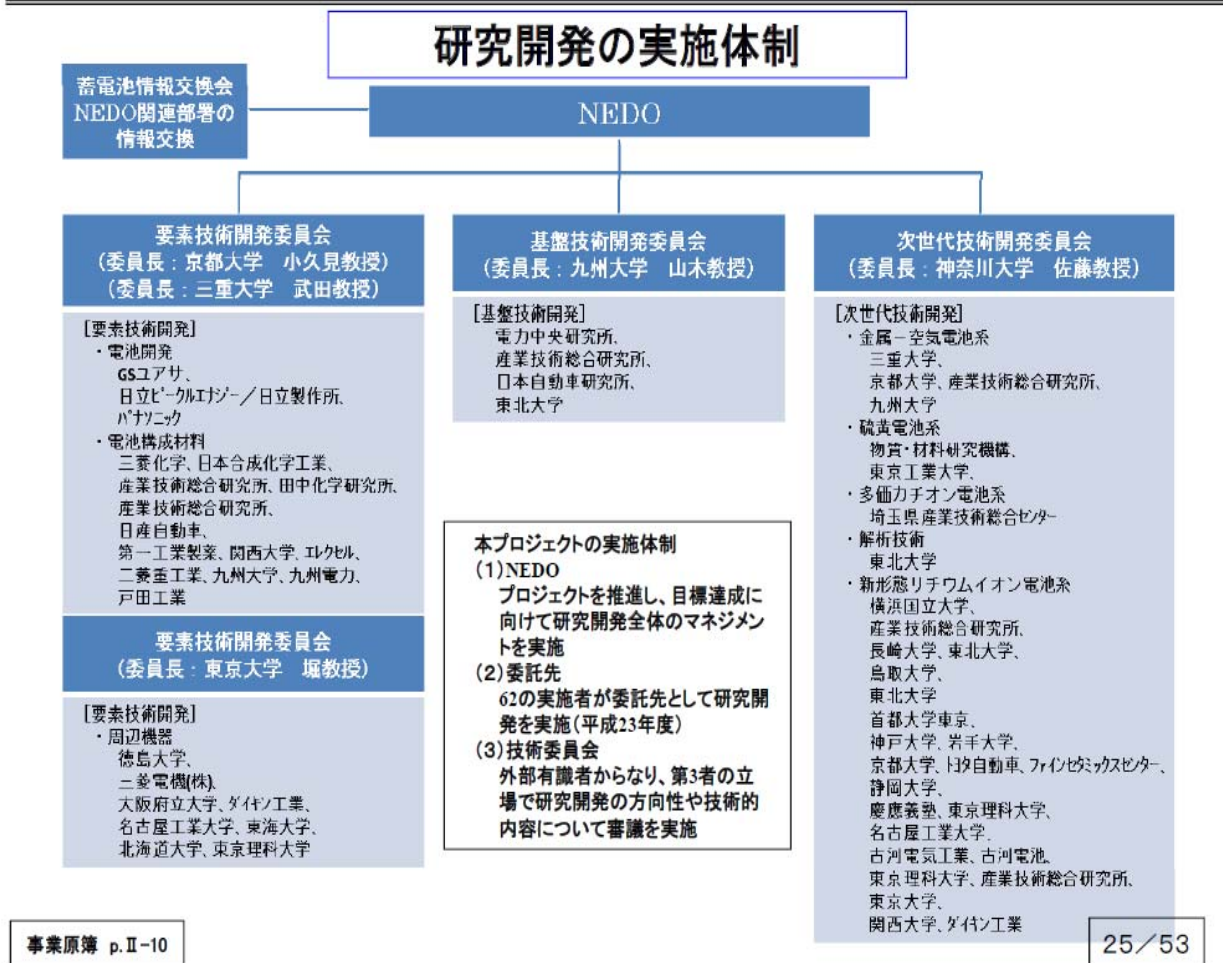 研究開発の実施体制
蓄電池情報交換会
NEDO関連部署の
情報交換
NEDO
要素技術開発委員会
(委員長:京都大学 小久見教授)
(委員長:三重大学 武田教授)
[要素技術開発]
・電池開発
GSユアサ、
日立ビークルエナジー/日立製作所、
パナソニック
・電池構成材料
三菱化学、日本合成化学工業、
産業技術総合研究所、田中化学研究所、
産業技術総合研究所、
日産自動車、
第一工業製薬、関西大学、エレクセル、
三菱重工業、九州大学、九州電力、
戸田工業
要素技術開発委員会
(委員長:東京大学 堀教授)
[要素技術開発]
・周辺機器
徳島大学、
三菱電機(株)、
大阪府立大学、ダイキン工業、
名古屋工業大学、東海大学、
北海道大学、東京理科大学
基盤技術開発委員会
(委員長:九州大学 山木教授)
[基盤技術開発]
電力中央研究所、
産業技術総合研究所、
日本自動車研究所、
東北大学
本プロジェクトの実施体制
(1)NEDO
プロジェクトを推進し、目標達成に
向けて研究開発全体のマネジメン
トを実施
(2)委託先
62の実施者が委託先として研究開
発を実施(平成23年度)
(3)技術委員会
外部有識者からなり、第3者の立
場で研究開発の方向性や技術的
内容について審議を実施
次世代技術開発委員会
(委員長:神奈川大学 佐藤教授)
[次世代技術開発]
・金属-空気電池系
三重大学、
京都大学、産業技術総合研究所、
九州大学
・硫黄電池系
物質・材料研究機構、
東京工業大学、
・多価カチオン電池系
埼玉県産業技術総合センター
・解析技術
東北大学
・新形態リチウムイオン電池系
横浜国立大学、
産業技術総合研究所、
長崎大学、東北大学、
鳥取大学、
東北大学
首都大学東京、
神戸大学、岩手大学、
京都大学、トヨタ自動車、ファインセラミックスセンター、
静岡大学、
慶應義塾、東京理科大学、
名古屋工業大学、
古河電気工業、古河電池、
東京理科大学、産業技術総合研究所、
東京大学、
関西大学、ダイキン工業
事業原簿 p.Ⅱ-10
25/53